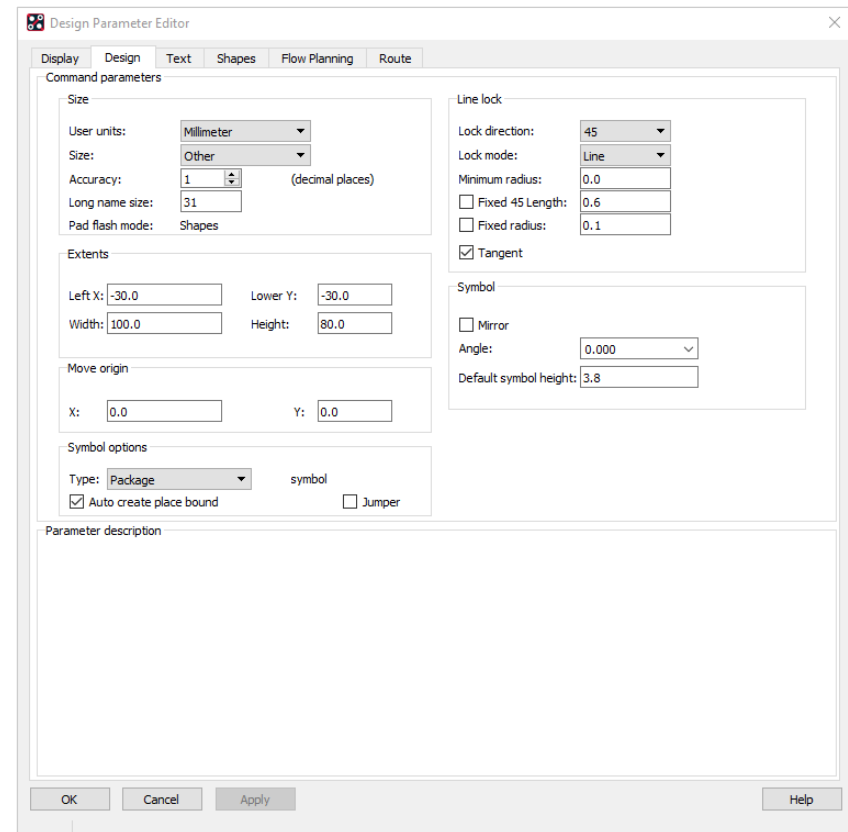 Design Parameter Editor
Display Design Text Shapes Flow Planning Route
Command parameters
Size
User units: Millimeter
Size: Other
Accuracy: 1 (decimal places)
Long name size: 31
Pad flash mode: Shapes
Extents
Left X: -30.0 Lower Y: -30.0
Width: 100.0 Height: 80.0
Move origin
X: 0.0 Y: 0.0
Symbol options
Type: Package symbol
Auto create place bound Jumper
Line lock
Lock direction: 45
Lock mode: Line
Minimum radius: 0.0
Fixed 45 Length: 0.6
Fixed radius: 0.1
Tangent
Symbol
Mirror
Angle: 0.000
Default symbol height: 3.8
Parameter description
OK Cancel Apply Help